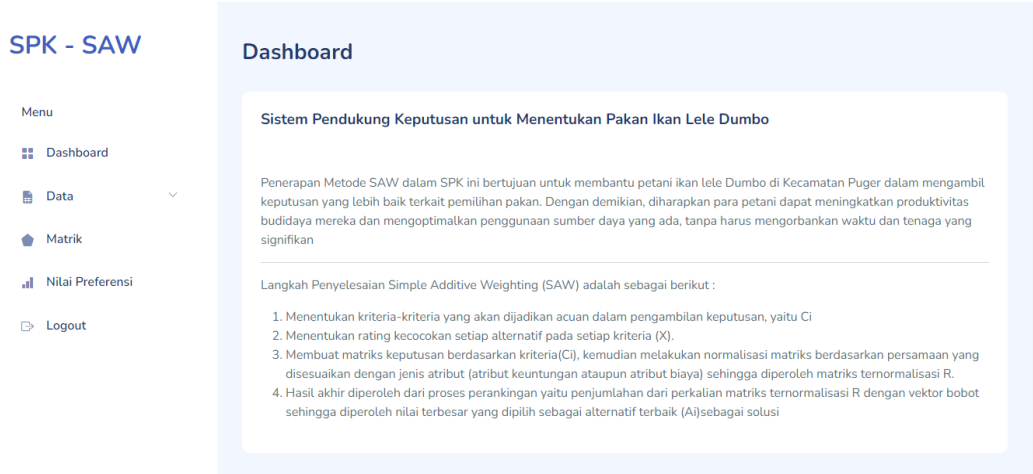 SPK - SAW
Menu
Dashboard
Data
Matrik
Nilai Preferensi
Logout
Dashboard
Sistem Pendukung Keputusan untuk Menentukan Pakan Ikan Lele Dumbo
Penerapan Metode SAW dalam SPK ini bertujuan untuk membantu petani ikan lele Dumbo di Kecamatan Puger dalam mengambil
keputusan yang lebih baik terkait pemilihan pakan. Dengan demikian, diharapkan para petani dapat meningkatkan produktivitas
budidaya mereka dan mengoptimalkan penggunaan sumber daya yang ada, tanpa harus mengorbankan waktu dan tenaga yang
signifikan
Langkah Penyelesaian Simple Additive Weighting (SAW) adalah sebagai berikut :
1. Menentukan kriteria-kriteria yang akan dijadikan acuan dalam pengambilan keputusan, yaitu Ci
2. Menentukan rating kecocokan setiap alternatif pada setiap kriteria (X).
3. Membuat matriks keputusan berdasarkan kriteria(Ci), kemudian melakukan normalisasi matriks berdasarkan persamaan yang
disesuaikan dengan jenis atribut (atribut keuntungan ataupun atribut biaya) sehingga diperoleh matriks ternormalisasi R.
4. Hasil akhir diperoleh dari proses perankingan yaitu penjumlahan dari perkalian matriks ternormalisasi R dengan vektor bobot
sehingga diperoleh nilai terbesar yang dipilih sebagai alternatif terbaik (Ai)sebagai solusi